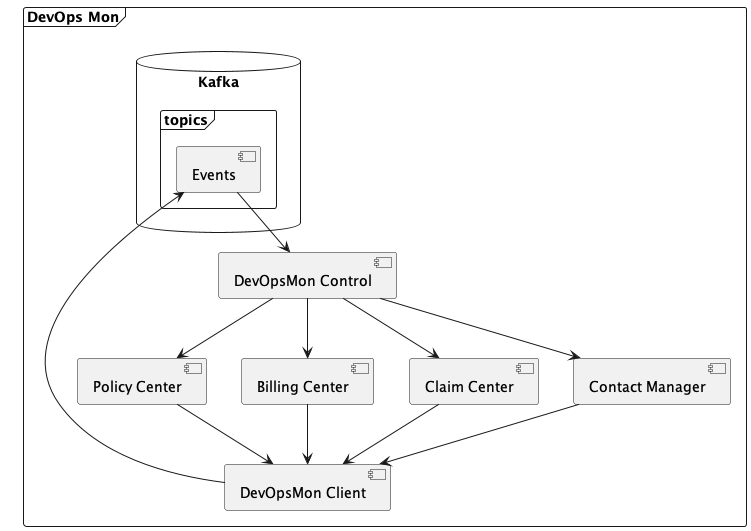 DevOps Mon
Kafka
topics
Events
DevOpsMon Control
Policy Center
Billing Center
Claim Center
Contact Manager
DevOpsMon Client